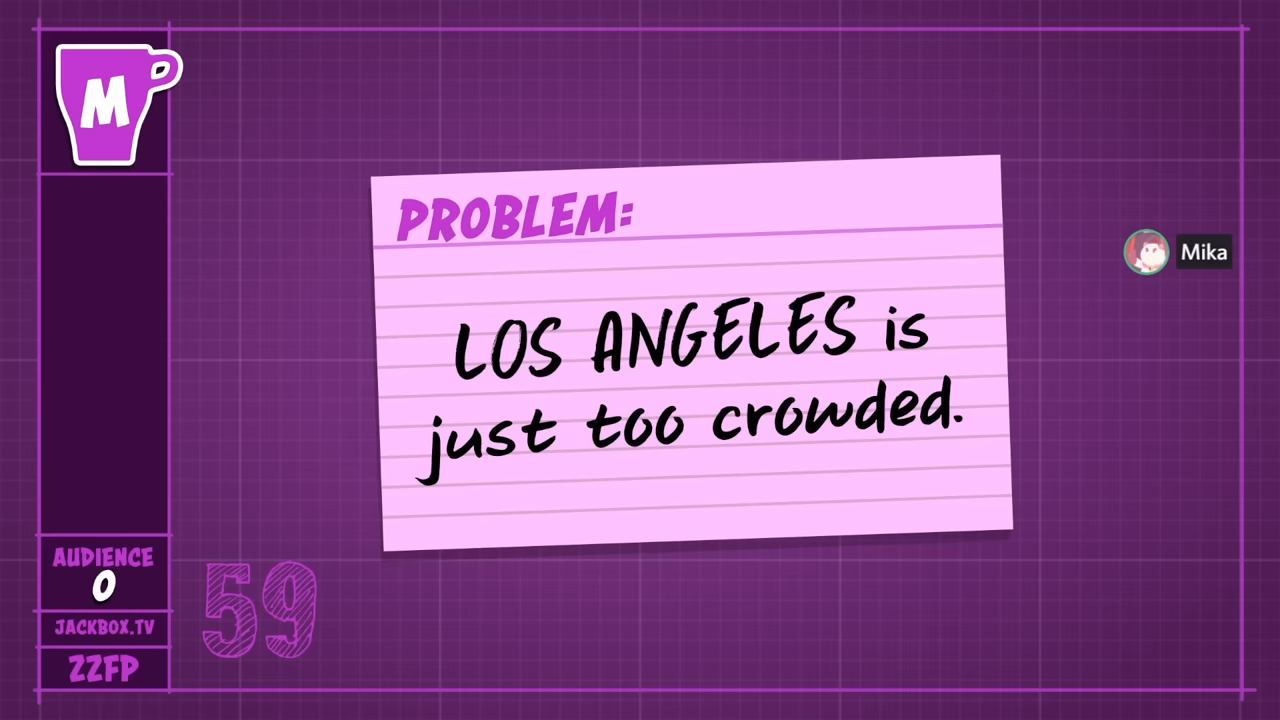 M
PROBLEM:
LOS ANGELES is
just too crowded.
Mika
AUDIENCE
0
JACKBOX.TV
ZZFP
59